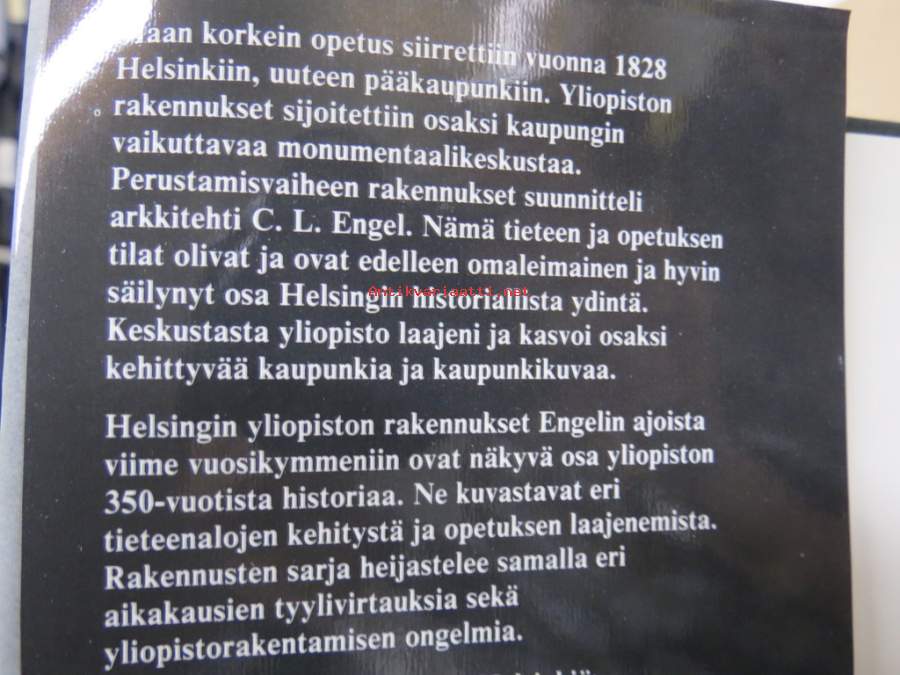 korkein opetus siirrettiin vuonna 1828
Helsinkiin, uuteen pääkaupunkiin. Yliopiston
rakennukset sijoitettiin osaksi kaupungin
vaikuttavaa monumentaalikeskustaa.
Perustamisvaiheen rakennukset suunnitteli
arkkitehti C. L. Engel. Nämä tieteen ja opetuksen
tilat olivat ja ovat edelleen omaleimainen ja hyvin
Antikvariaatti.net
säilynyt osa Helsingin historiallista ydintä.
Keskustasta yliopisto laajeni ja kasvoi osaksi
kehittyvää kaupunkia ja kaupunkikuvaa.
Helsingin yliopiston rakennukset Engelin ajoista
viime vuosikymmeniin ovat näkyvä osa yliopiston
350-vuotista historiaa. Ne kuvastavat eri
tieteenalojen kehitystä ja opetuksen laajenemista.
Rakennusten sarja heijastelee samalla eri
aikakausien tyylivirtauksia sekä
yliopistorakentamisen ongelmia.